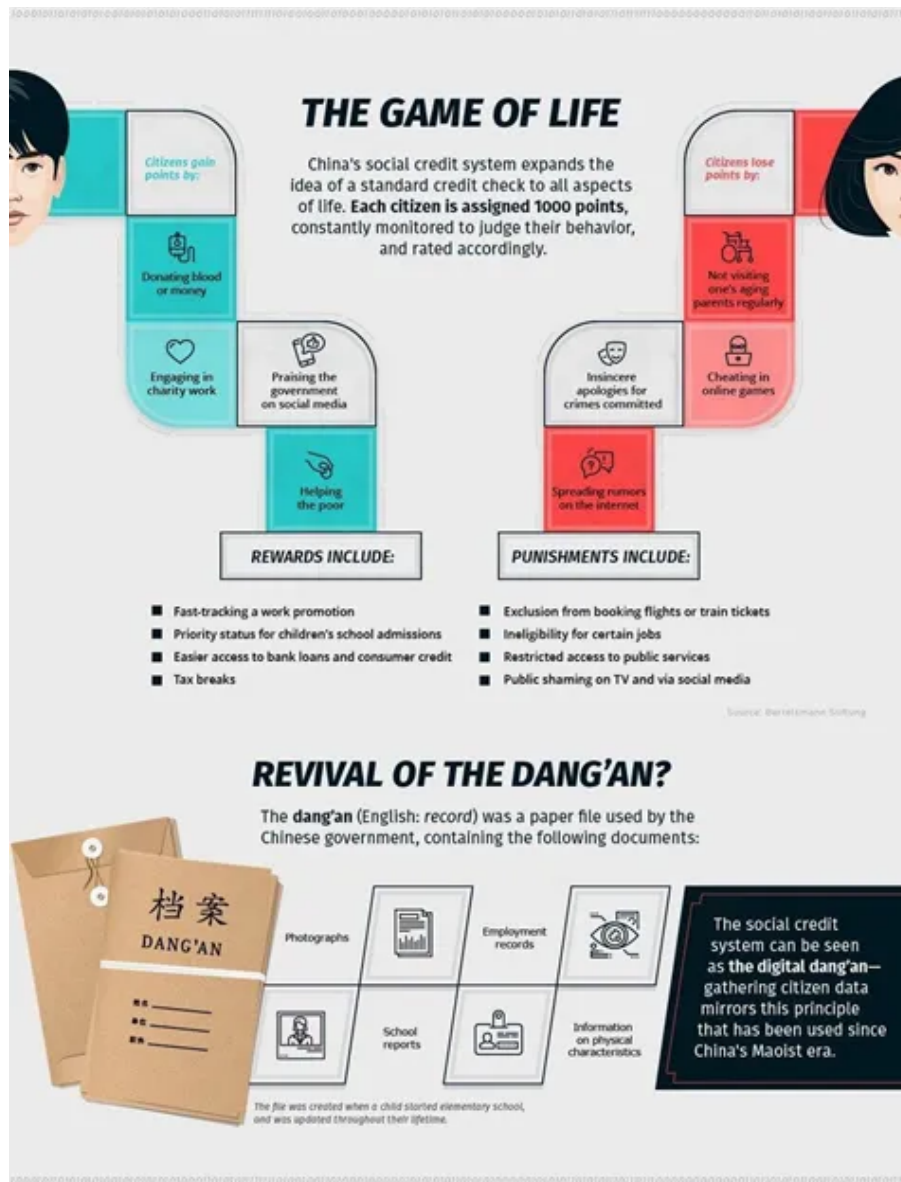 THE GAME OF LIFE
China's social credit system expands the
idea of a standard credit check to all aspects
of life. Each citizen is assigned 1000 points,
constantly monitored to judge their behavior,
and rated accordingly.
Citizens gain
points by:
Donating blood
or money
Engaging in
charity work
Praising the
government
on social media
Helping
the poor
Citizens lose
points by:
Not visiting
one's aging
parents regularly
Cheating in
online games
Insincere
apologies for
crimes committed
Spreading rumors
on the internet
REWARDS INCLUDE:
Fast-tracking a work promotion
Priority status for children's school admissions
Easier access to bank loans and consumer credit
Tax breaks
PUNISHMENTS INCLUDE:
Exclusion from booking flights or train tickets
Ineligibility for certain jobs
Restricted access to public services
Public shaming on TV and via social media
Source: Bertelsmann Stiftung
REVIVAL OF THE DANG'AN?
The dang'an (English: record) was a paper file used by the
Chinese government, containing the following documents:
档案
DANG'AN
Photographs
School
reports
Employment
records
Information
on physical
characteristics
The file was created when a child started elementary school,
and was updated throughout their lifetime.
The social credit
system can be seen
as the digital dang'an—
gathering citizen data
mirrors this principle
that has been used since
China's Maoist era.